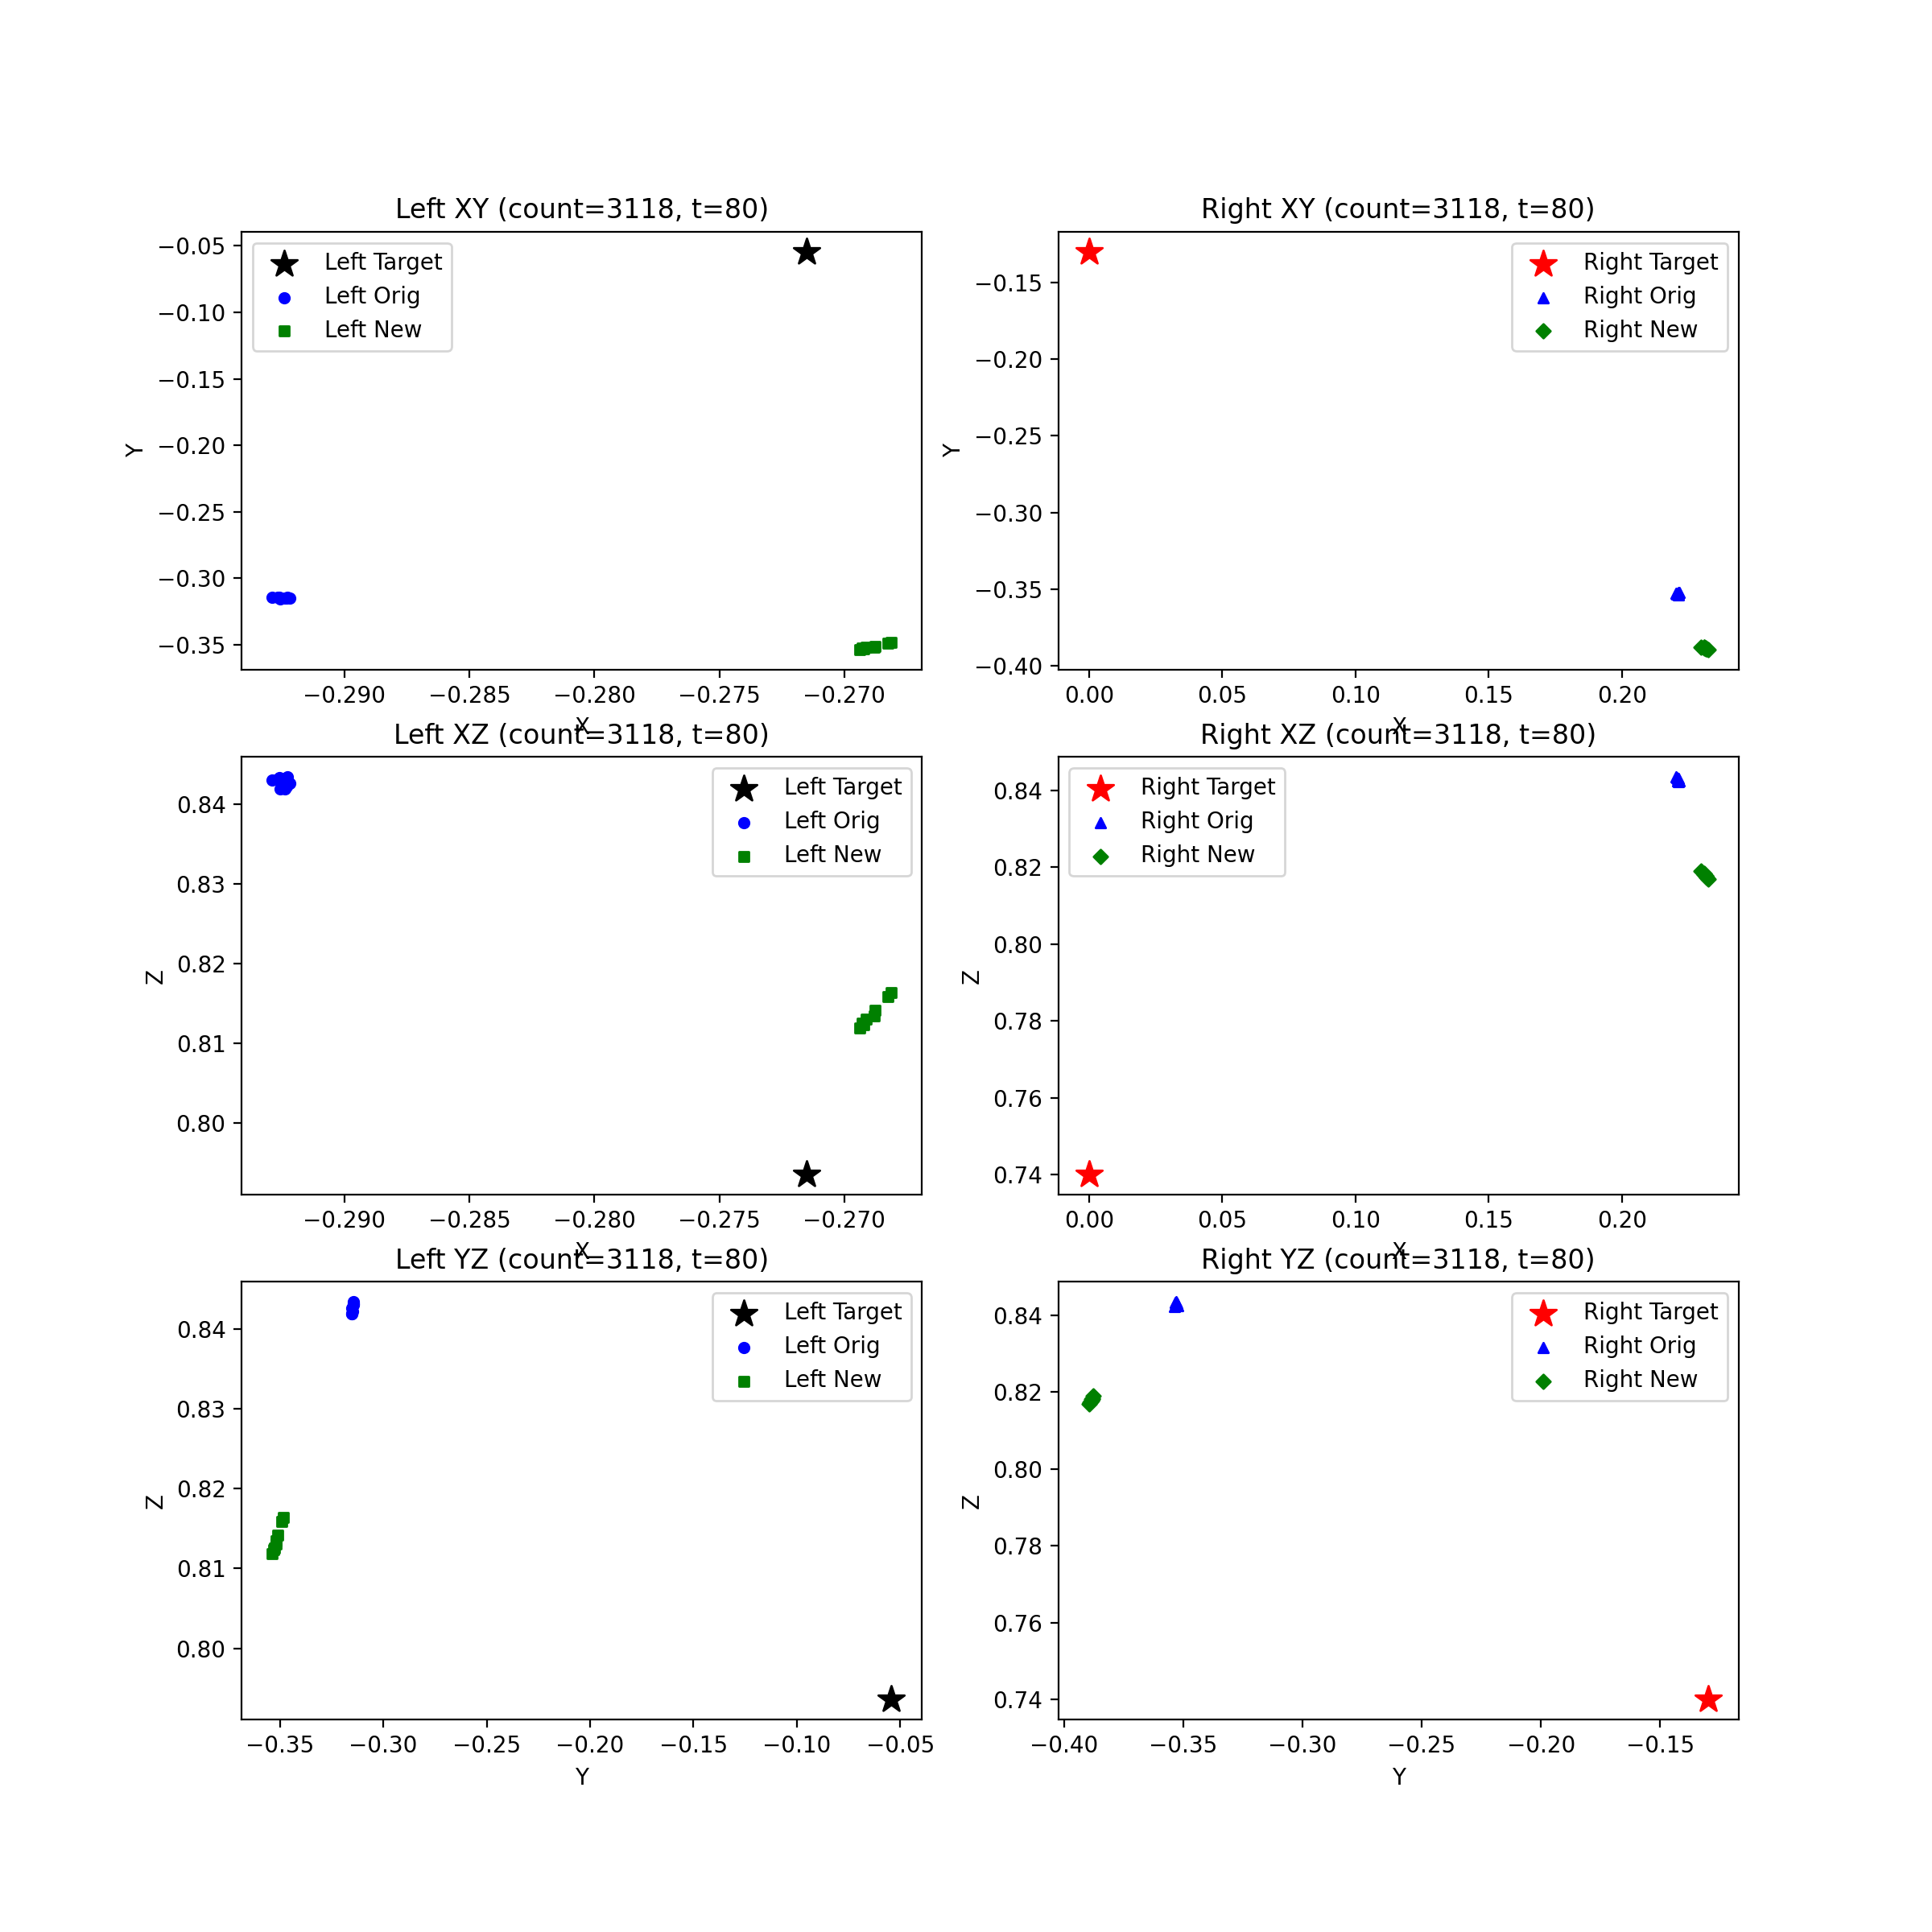 Left XY (count=3118, t=80)
Left Target
Left Orig
Left New
Y
−0.05
−0.10
−0.15
−0.20
−0.25
−0.30
−0.35
−0.290
−0.285
−0.280
−0.275
−0.270
X
Right XY (count=3118, t=80)
Right Target
Right Orig
Right New
Y
−0.15
−0.20
−0.25
−0.30
−0.35
−0.40
0.00
0.05
0.10
0.15
0.20
X
Left XZ (count=3118, t=80)
Left Target
Left Orig
Left New
Z
0.84
0.83
0.82
0.81
0.80
−0.290
−0.285
−0.280
−0.275
−0.270
X
Right XZ (count=3118, t=80)
Right Target
Right Orig
Right New
Z
0.84
0.82
0.80
0.78
0.76
0.74
0.00
0.05
0.10
0.15
0.20
X
Left YZ (count=3118, t=80)
Left Target
Left Orig
Left New
Z
0.84
0.83
0.82
0.81
0.80
−0.35
−0.30
−0.25
−0.20
−0.15
−0.10
−0.05
Y
Right YZ (count=3118, t=80)
Right Target
Right Orig
Right New
Z
0.84
0.82
0.80
0.78
0.76
0.74
−0.40
−0.35
−0.30
−0.25
−0.20
−0.15
Y